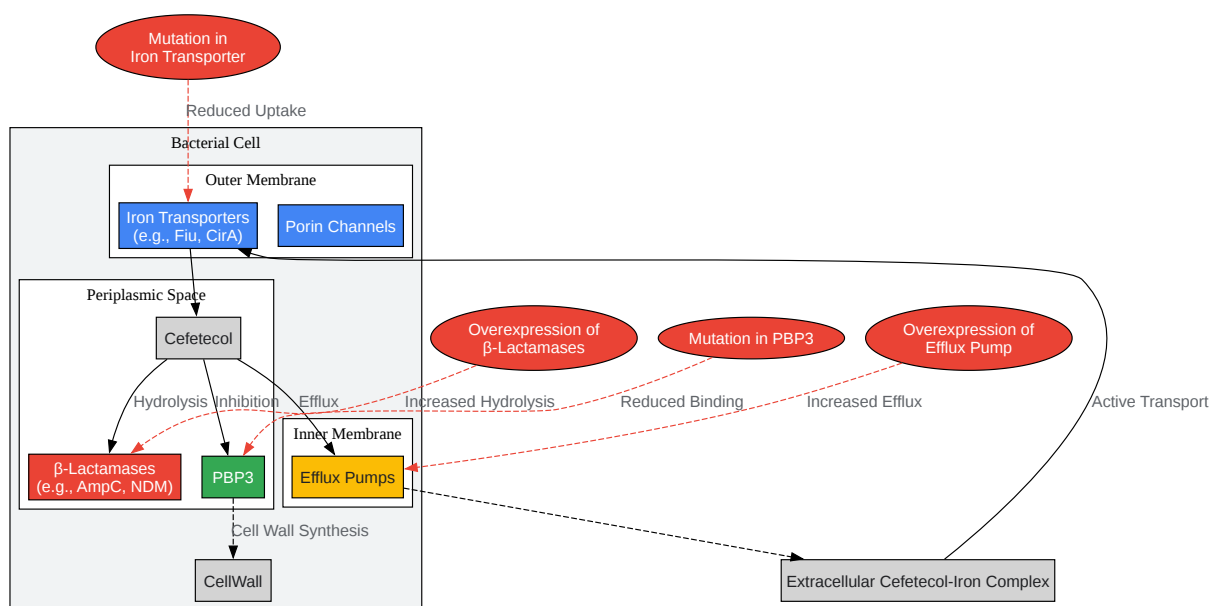 Mutation in
Iron Transporter
Reduced Uptake
Bacterial Cell
Outer Membrane
Iron Transporters
(e.g., Fiu, CirA)
Porin Channels
Periplasmic Space
Cefetecol
Overexpression of
β-Lactamases
Mutation in PBP3
Overexpression of
Efflux Pump
Hydrolysis
Inhibition
Efflux
Increased Hydrolysis
Reduced Binding
Increased Efflux
Active Transport
Inner Membrane
β-Lactamases
(e.g., AmpC, NDM)
PBP3
Efflux Pumps
Cell Wall Synthesis
CellWall
Extracellular Cefetecol-Iron Complex